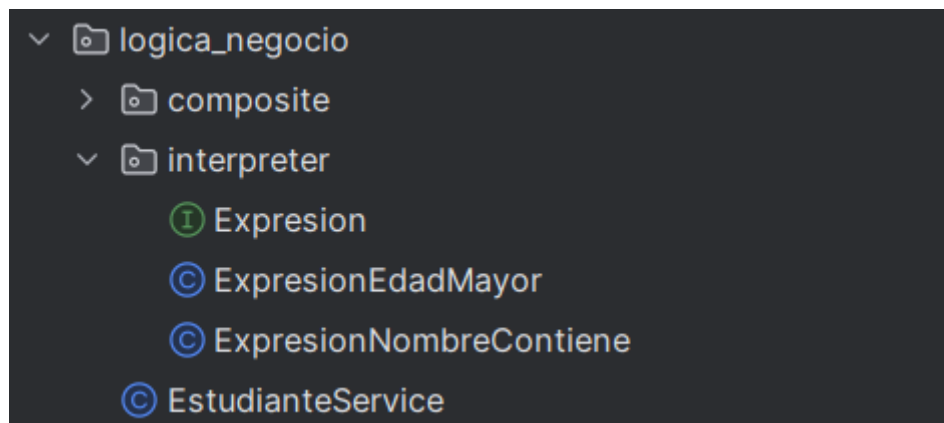 logica_negocio
composite
interpreter
I Expresion
C ExpresionEdadMayor
C ExpresionNombreContiene
C EstudianteService